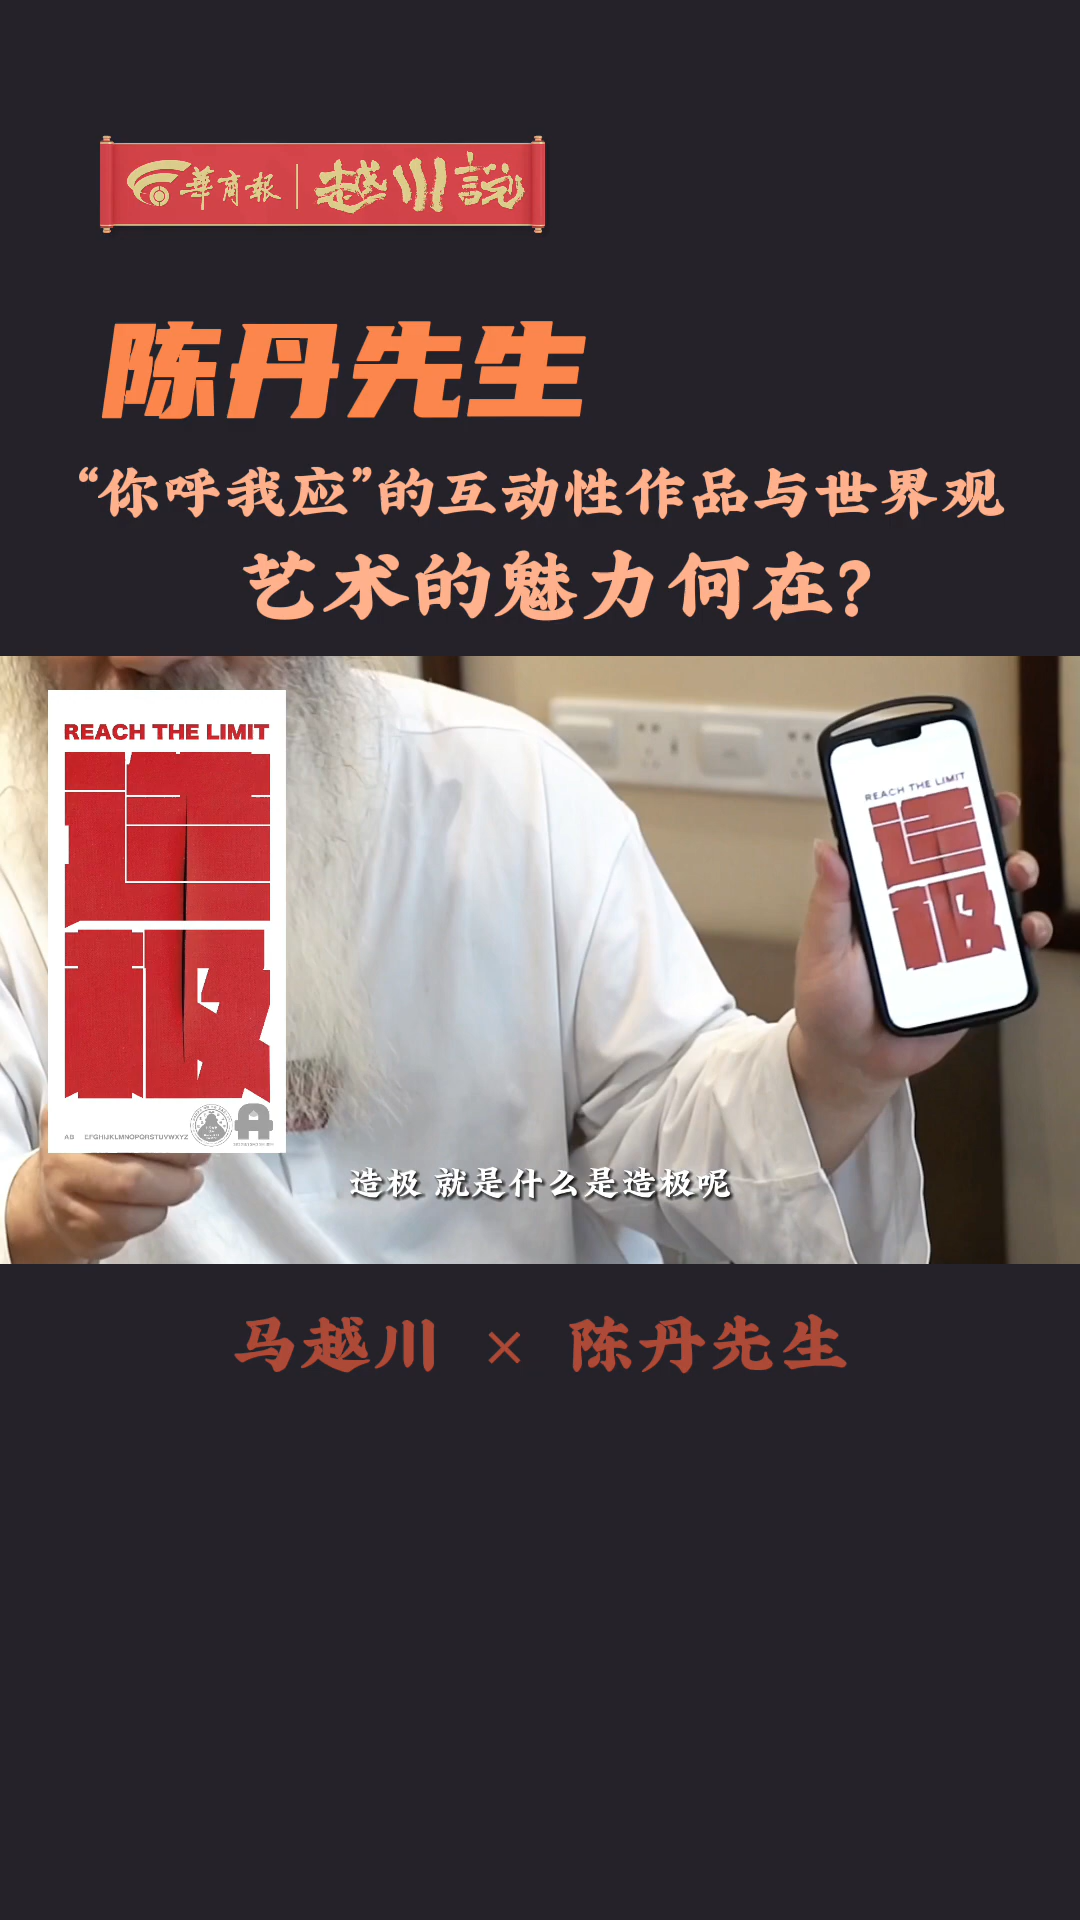 華商報 | 越川説
陈丹先生
“你呼我应”的互动性作品与世界观
艺术的魅力何在？
REACH THE LIMIT
造
极
AB EFGHIJKLMNOPQRSTUVWXYZ
A
REACH THE LIMIT
造
极
造极 就是什么是造极呢
马越川 × 陈丹先生